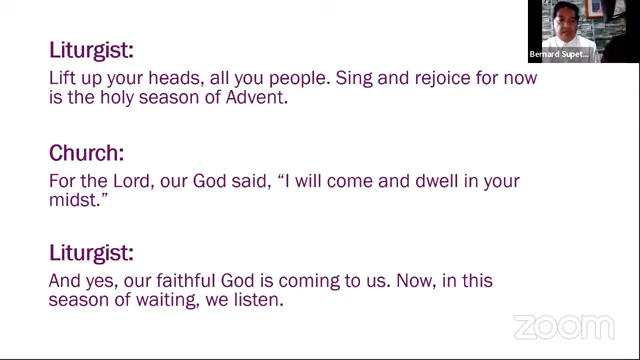 Liturgist:
Lift up your heads, all you people. Sing and rejoice for now
is the holy season of Advent.
Church:
For the Lord, our God said, “I will come and dwell in your
midst.”
Liturgist:
And yes, our faithful God is coming to us. Now, in this
season of waiting, we listen.
Bernard Supet...
zoom